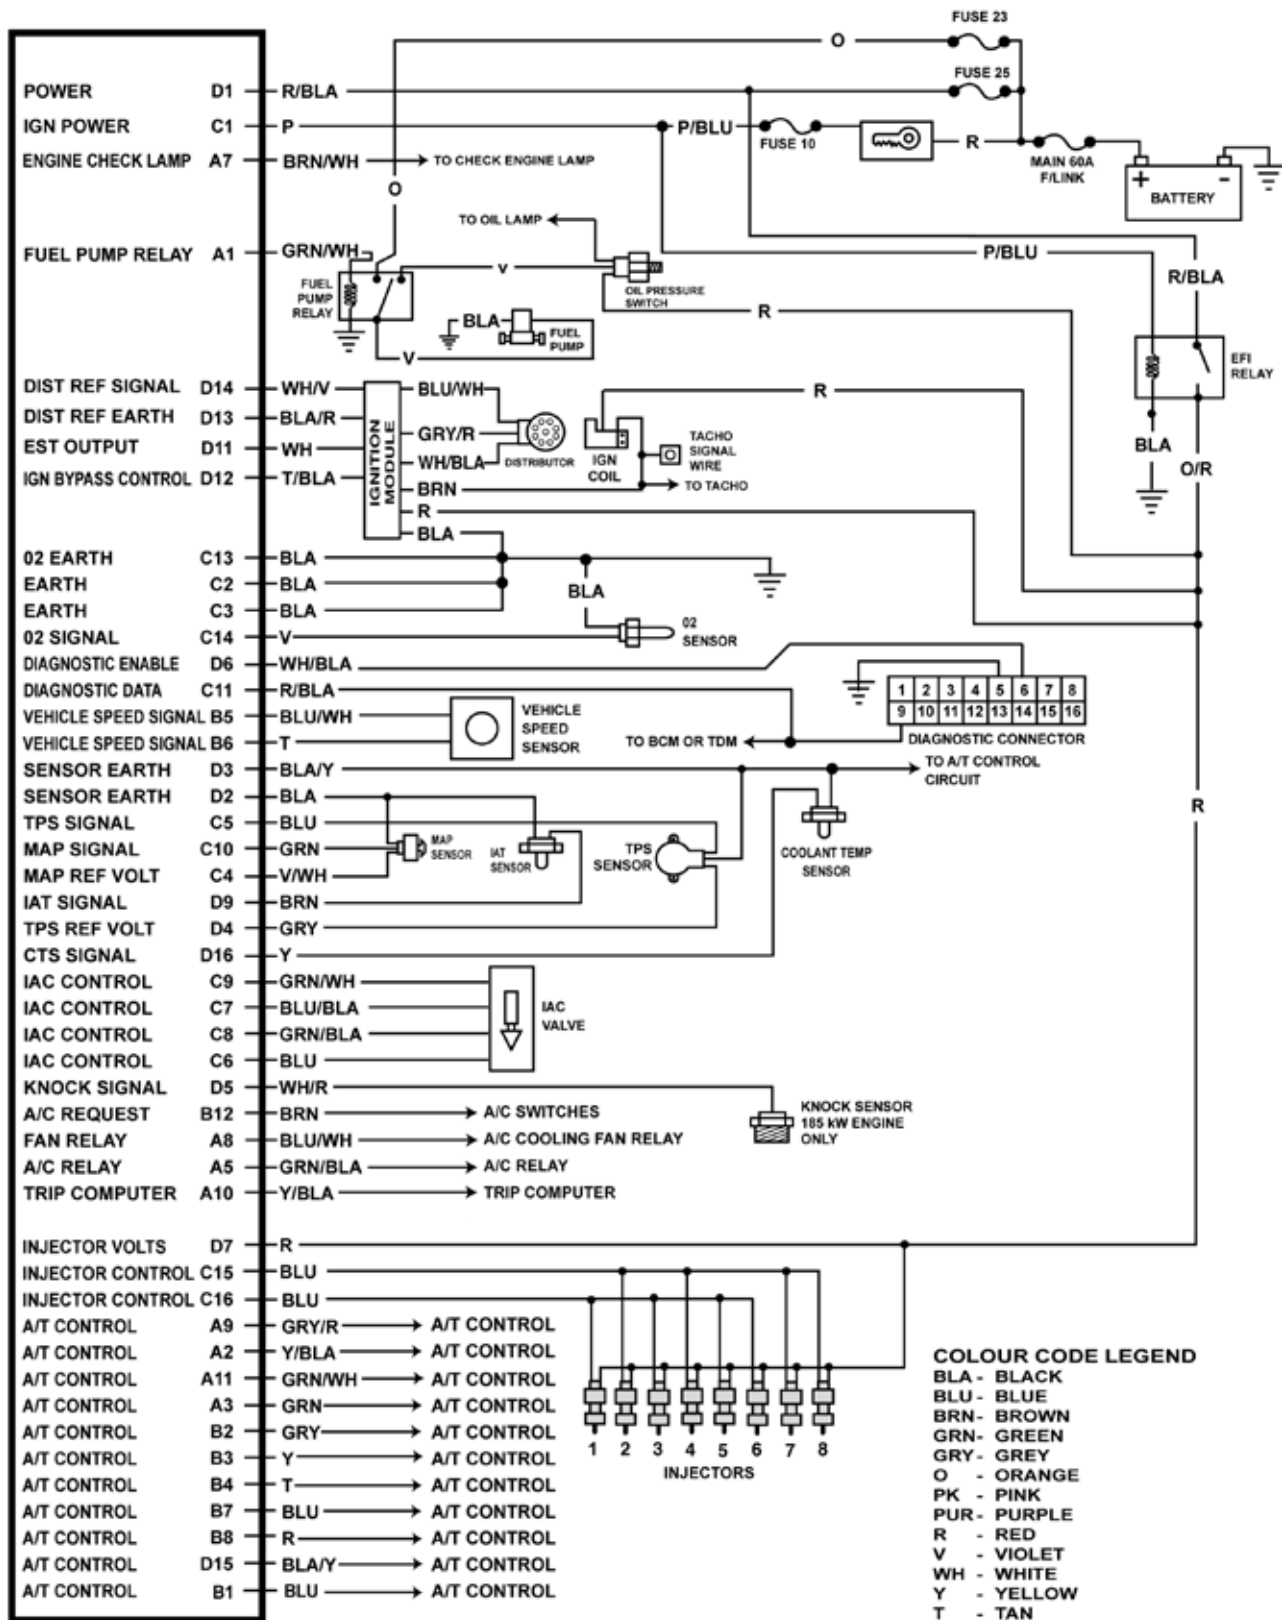 FUSE 23
O
FUSE 25
POWER D1 R/BLA
IGN POWER C1 P P/BLU FUSE 10 R MAIN 60A F/LINK
ENGINE CHECK LAMP A7 BRN/WH TO CHECK ENGINE LAMP
+ -
BATTERY
O
TO OIL LAMP
FUEL PUMP RELAY A1 GRN/WH P/BLU
V
R/BLA
FUEL
PUMP
RELAY
OIL PRESSURE
SWITCH
R
BLA
FUEL
PUMP
V
EFI
RELAY
DIST REF SIGNAL D14 WH/V BLU/WH R
DIST REF EARTH D13 BLA/R GRY/R
EST OUTPUT D11 WH WH/BLA
IGN BYPASS CONTROL D12 T/BLA BRN
IGNITION
MODULE
DISTRIBUTOR
IGN
COIL
TACHO
SIGNAL
WIRE
TO TACHO
BLA
O/R
R
BLA
02 EARTH C13 BLA
EARTH C2 BLA
EARTH C3 BLA
BLA
02 SIGNAL C14 V
02
SENSOR
DIAGNOSTIC ENABLE D6 WH/BLA
DIAGNOSTIC DATA C11 R/BLA
1 2 3 4 5 6 7 8
9 10 11 12 13 14 15 16
VEHICLE SPEED SIGNAL B5 BLU/WH
VEHICLE SPEED SIGNAL B6 T
VEHICLE
SPEED
SENSOR
TO BCM OR TDM
DIAGNOSTIC CONNECTOR
SENSOR EARTH D3 BLA/Y
TO A/T CONTROL
CIRCUIT
SENSOR EARTH D2 BLA
R
TPS SIGNAL C5 BLU
MAP SIGNAL C10 GRN
MAP
SENSOR
IAT
SENSOR
TPS
SENSOR
COOLANT TEMP
SENSOR
MAP REF VOLT C4 V/WH
IAT SIGNAL D9 BRN
TPS REF VOLT D4 GRY
CTS SIGNAL D16 Y
IAC CONTROL C9 GRN/WH
IAC CONTROL C7 BLU/BLA
IAC
VALVE
IAC CONTROL C8 GRN/BLA
IAC CONTROL C6 BLU
KNOCK SIGNAL D5 WH/R
KNOCK SENSOR
185 kW ENGINE
ONLY
A/C REQUEST B12 BRN A/C SWITCHES
FAN RELAY A8 BLU/WH A/C COOLING FAN RELAY
A/C RELAY A5 GRN/BLA A/C RELAY
TRIP COMPUTER A10 Y/BLA TRIP COMPUTER
INJECTOR VOLTS D7 R
INJECTOR CONTROL C15 BLU
INJECTOR CONTROL C16 BLU
A/T CONTROL A9 GRY/R A/T CONTROL
A/T CONTROL A2 Y/BLA A/T CONTROL
A/T CONTROL A11 GRN/WH A/T CONTROL
A/T CONTROL A3 GRN A/T CONTROL
A/T CONTROL B2 GRY A/T CONTROL
A/T CONTROL B3 Y A/T CONTROL
A/T CONTROL B4 T A/T CONTROL
A/T CONTROL B7 BLU A/T CONTROL
A/T CONTROL B8 R A/T CONTROL
A/T CONTROL D15 BLA/Y A/T CONTROL
A/T CONTROL B1 BLU A/T CONTROL
1 2 3 4 5 6 7 8
INJECTORS
COLOUR CODE LEGEND
BLA - BLACK
BLU - BLUE
BRN - BROWN
GRN - GREEN
GRY - GREY
O - ORANGE
PK - PINK
PUR - PURPLE
R - RED
V - VIOLET
WH - WHITE
Y - YELLOW
T - TAN